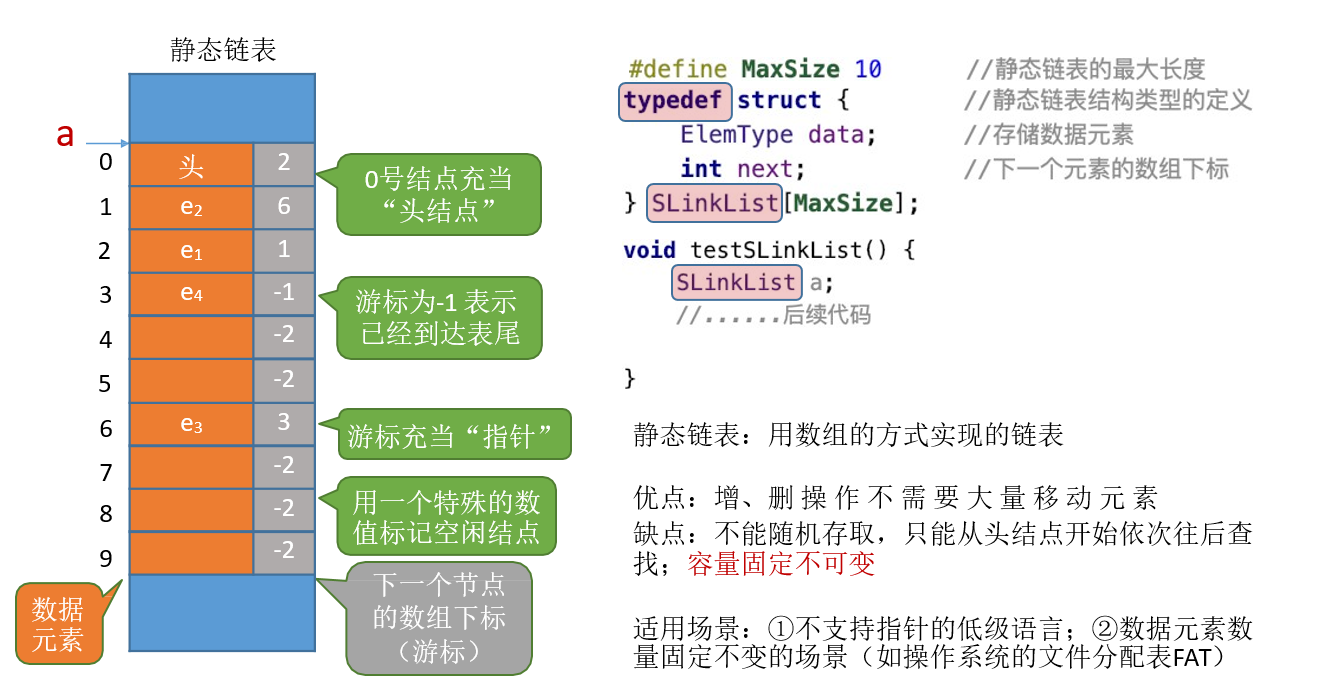 静态链表
a
0 头 2
1 e₂ 6
2 e₁ 1
3 e₄ -1
4 -2
5 -2
6 e₃ 3
7 -2
8 -2
9 -2
0号结点充当
“头结点”
游标为-1 表示
已经到达表尾
游标充当“指针”
用一个特殊的数
值标记空闲结点
下一个节点
的数组下标
（游标）
数据
元素
#define MaxSize 10 //静态链表的最大长度
typedef struct { //静态链表结构类型的定义
ElemType data; //存储数据元素
int next; //下一个元素的数组下标
} SLinkList[MaxSize];
void testSLinkList() {
SLinkList a;
//......后续代码
}
静态链表：用数组的方式实现的链表
优点：增、删 操 作 不 需 要 大 量 移 动 元 素
缺点：不能随机存取，只能从头结点开始依次往后查
找；容量固定不可变
适用场景：①不支持指针的低级语言；②数据元素数
量固定不变的场景（如操作系统的文件分配表FAT）